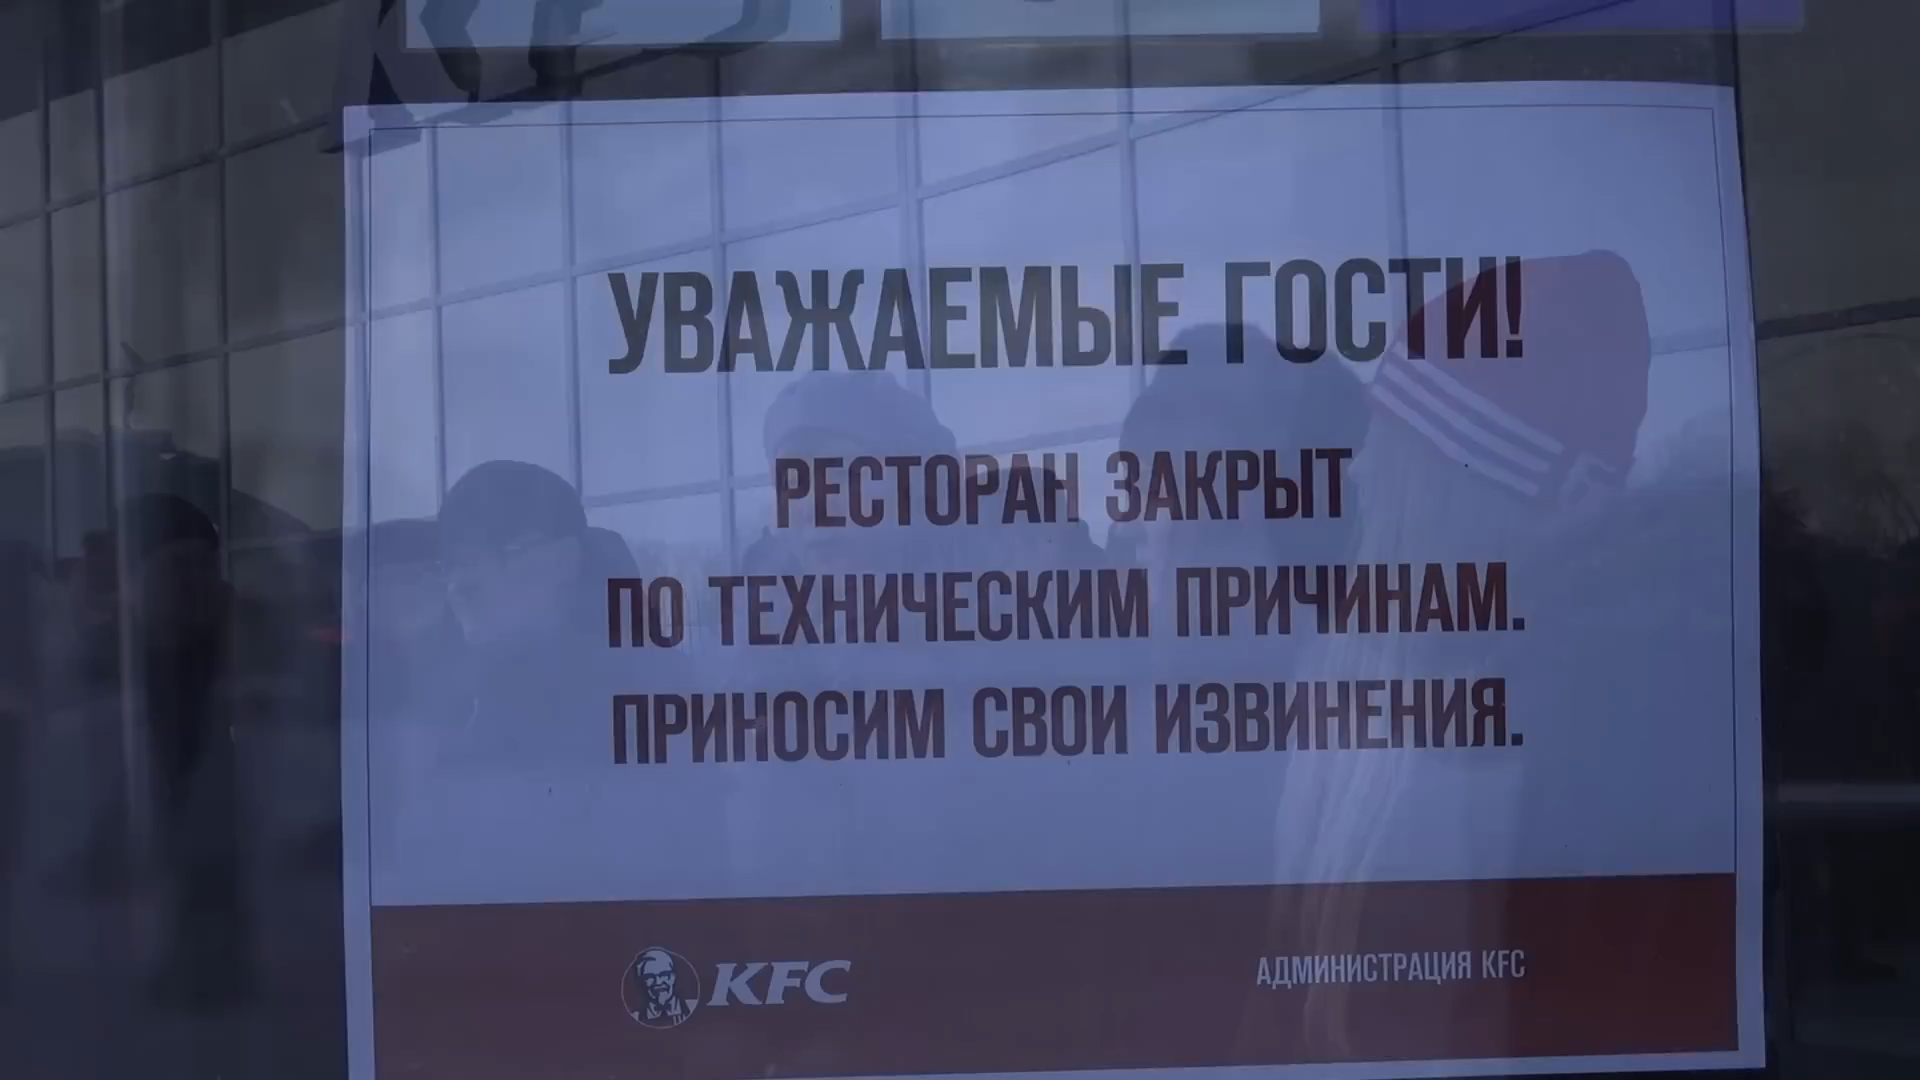 УВАЖАЕМЫЕ ГОСТИ!
РЕСТОРАН ЗАКРЫТ
ПО ТЕХНИЧЕСКИМ ПРИЧИНАМ.
ПРИНОСИМ СВОИ ИЗВИНЕНИЯ.
KFC
АДМИНИСТРАЦИЯ KFC